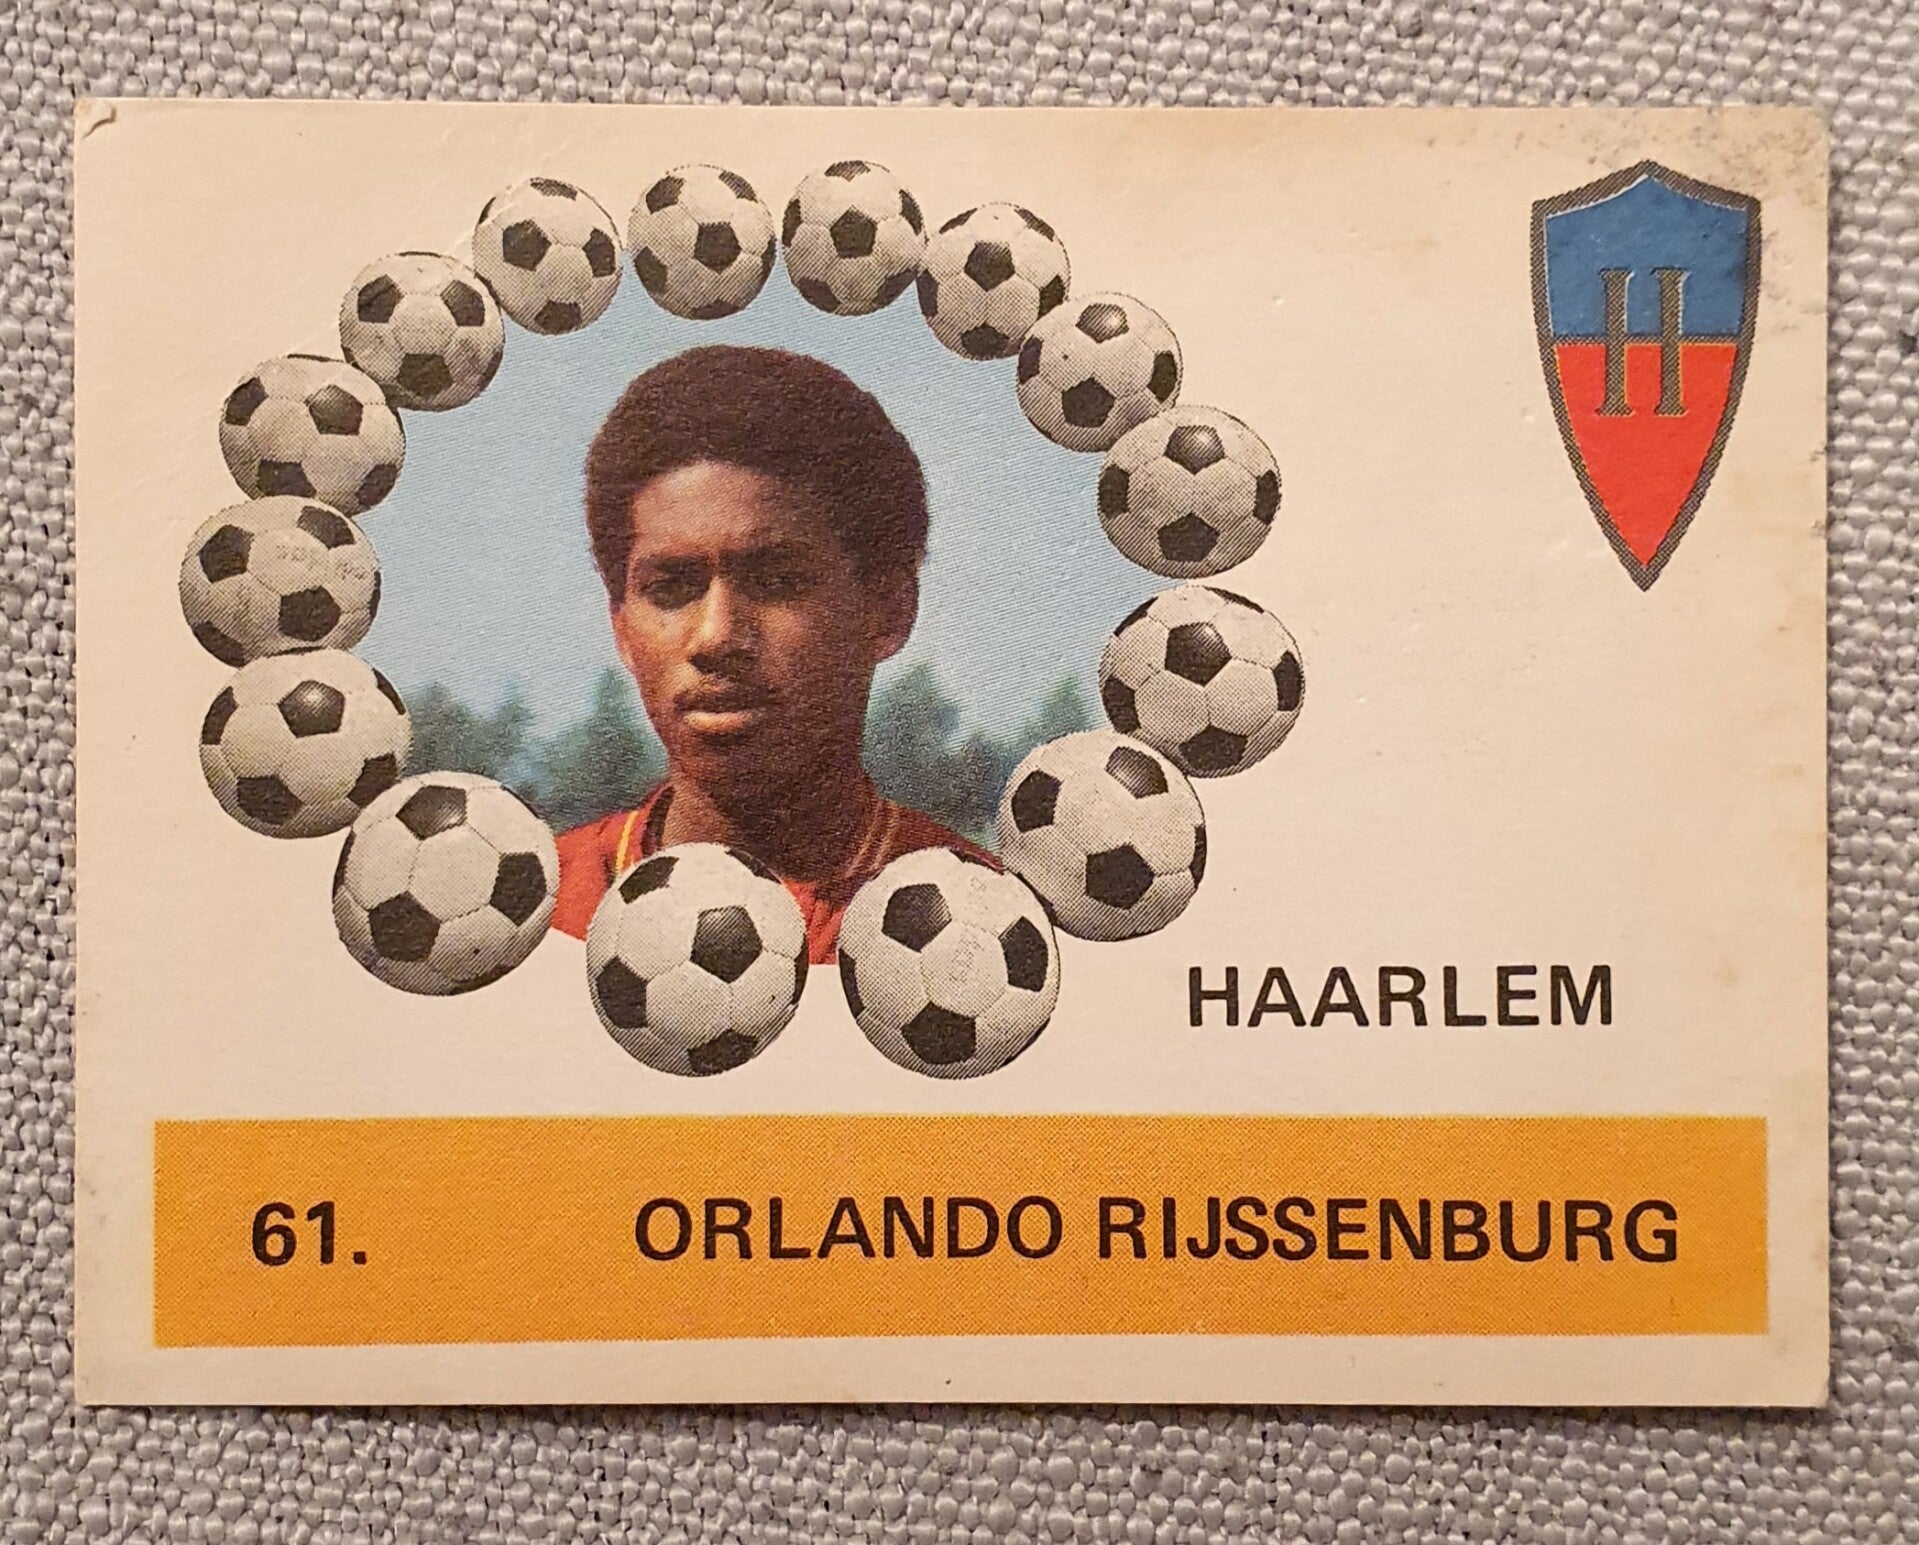 H
HAARLEM
61. ORLANDO RIJSSENBURG